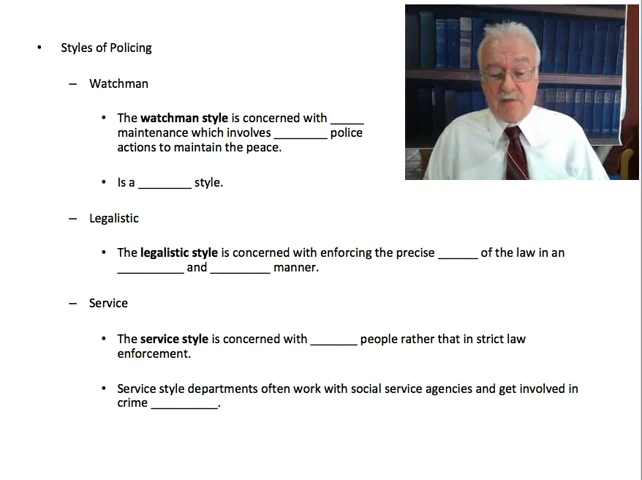 • Styles of Policing
– Watchman
• The watchman style is concerned with _____
maintenance which involves ________ police
actions to maintain the peace.
• Is a ________ style.
– Legalistic
• The legalistic style is concerned with enforcing the precise ______ of the law in an
__________ and _________ manner.
– Service
• The service style is concerned with _______ people rather that in strict law
enforcement.
• Service style departments often work with social service agencies and get involved in
crime __________.